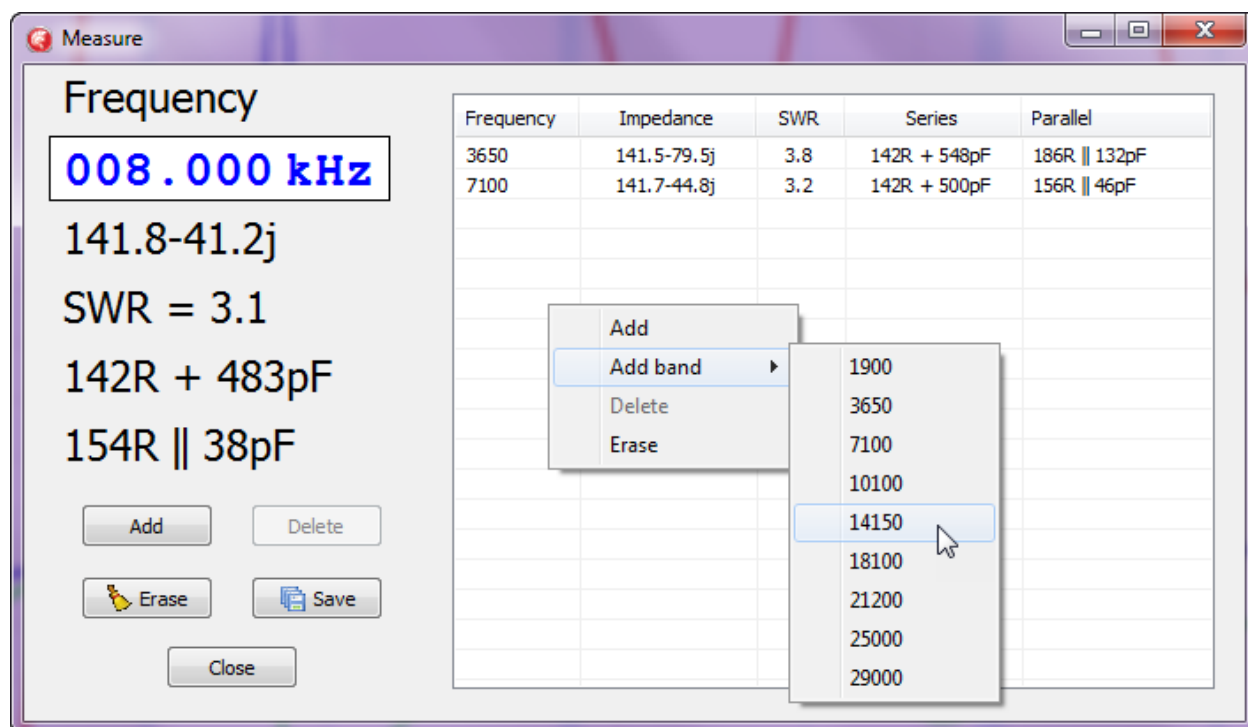 Measure
Frequency
008.000 kHz
141.8-41.2j
SWR = 3.1
142R + 483pF
154R || 38pF
Add Delete
Erase Save
Close
Frequency Impedance SWR Series Parallel
3650 141.5-79.5j 3.8 142R + 548pF 186R || 132pF
7100 141.7-44.8j 3.2 142R + 500pF 156R || 46pF
Add
Add band
Delete
Erase
1900
3650
7100
10100
14150
18100
21200
25000
29000